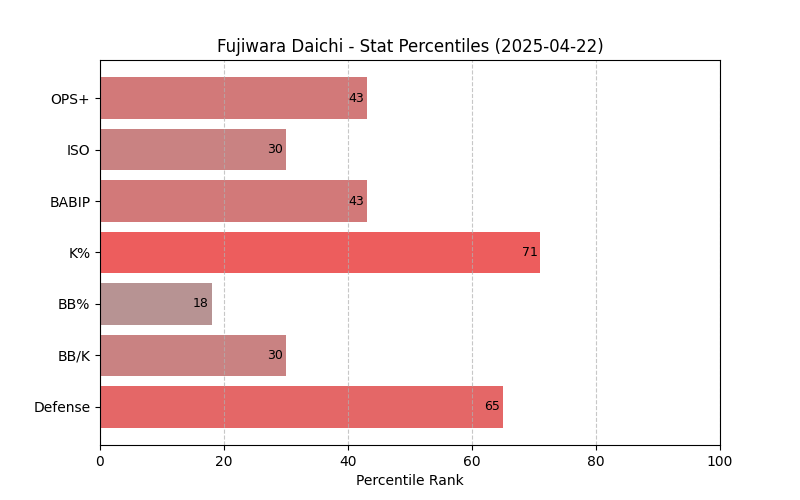 Fujiwara Daichi - Stat Percentiles (2025-04-22)
OPS+ 43
ISO 30
BABIP 43
K% 71
BB% 18
BB/K 30
Defense 65
0 20 40 60 80 100
Percentile Rank